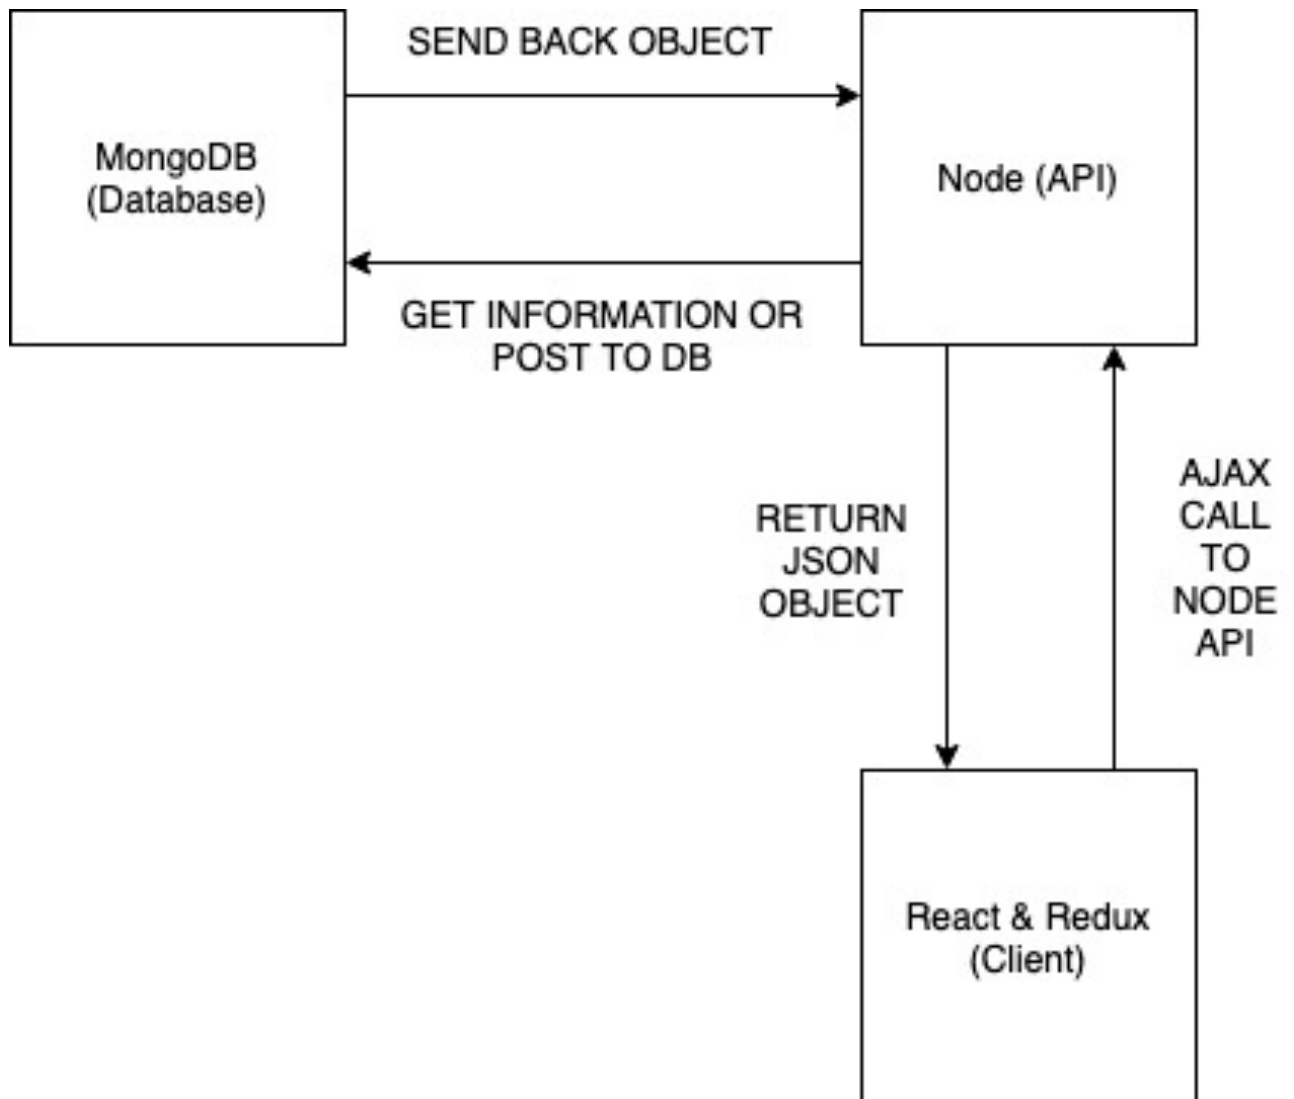 SEND BACK OBJECT
MongoDB
(Database)
Node (API)
GET INFORMATION OR
POST TO DB
RETURN
JSON
OBJECT
AJAX
CALL
TO
NODE
API
React & Redux
(Client)